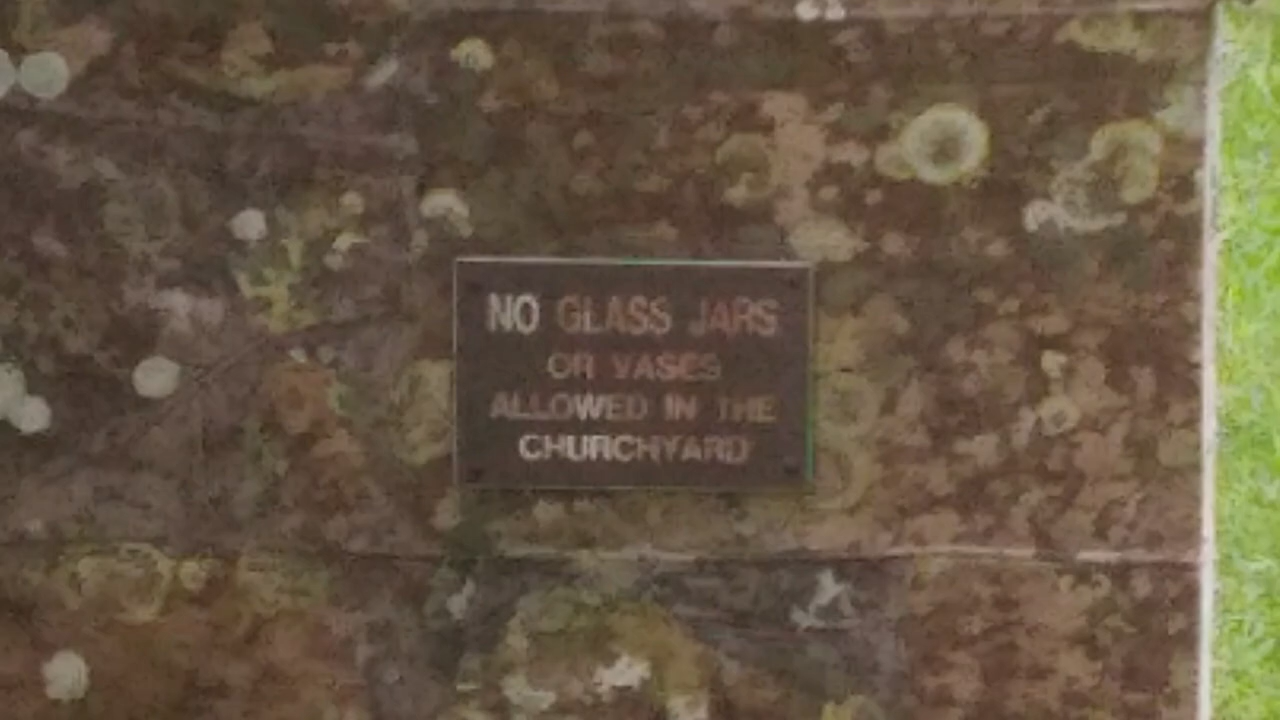 NO GLASS JARS
OR VASES
ALLOWED IN THE
CHURCHYARD